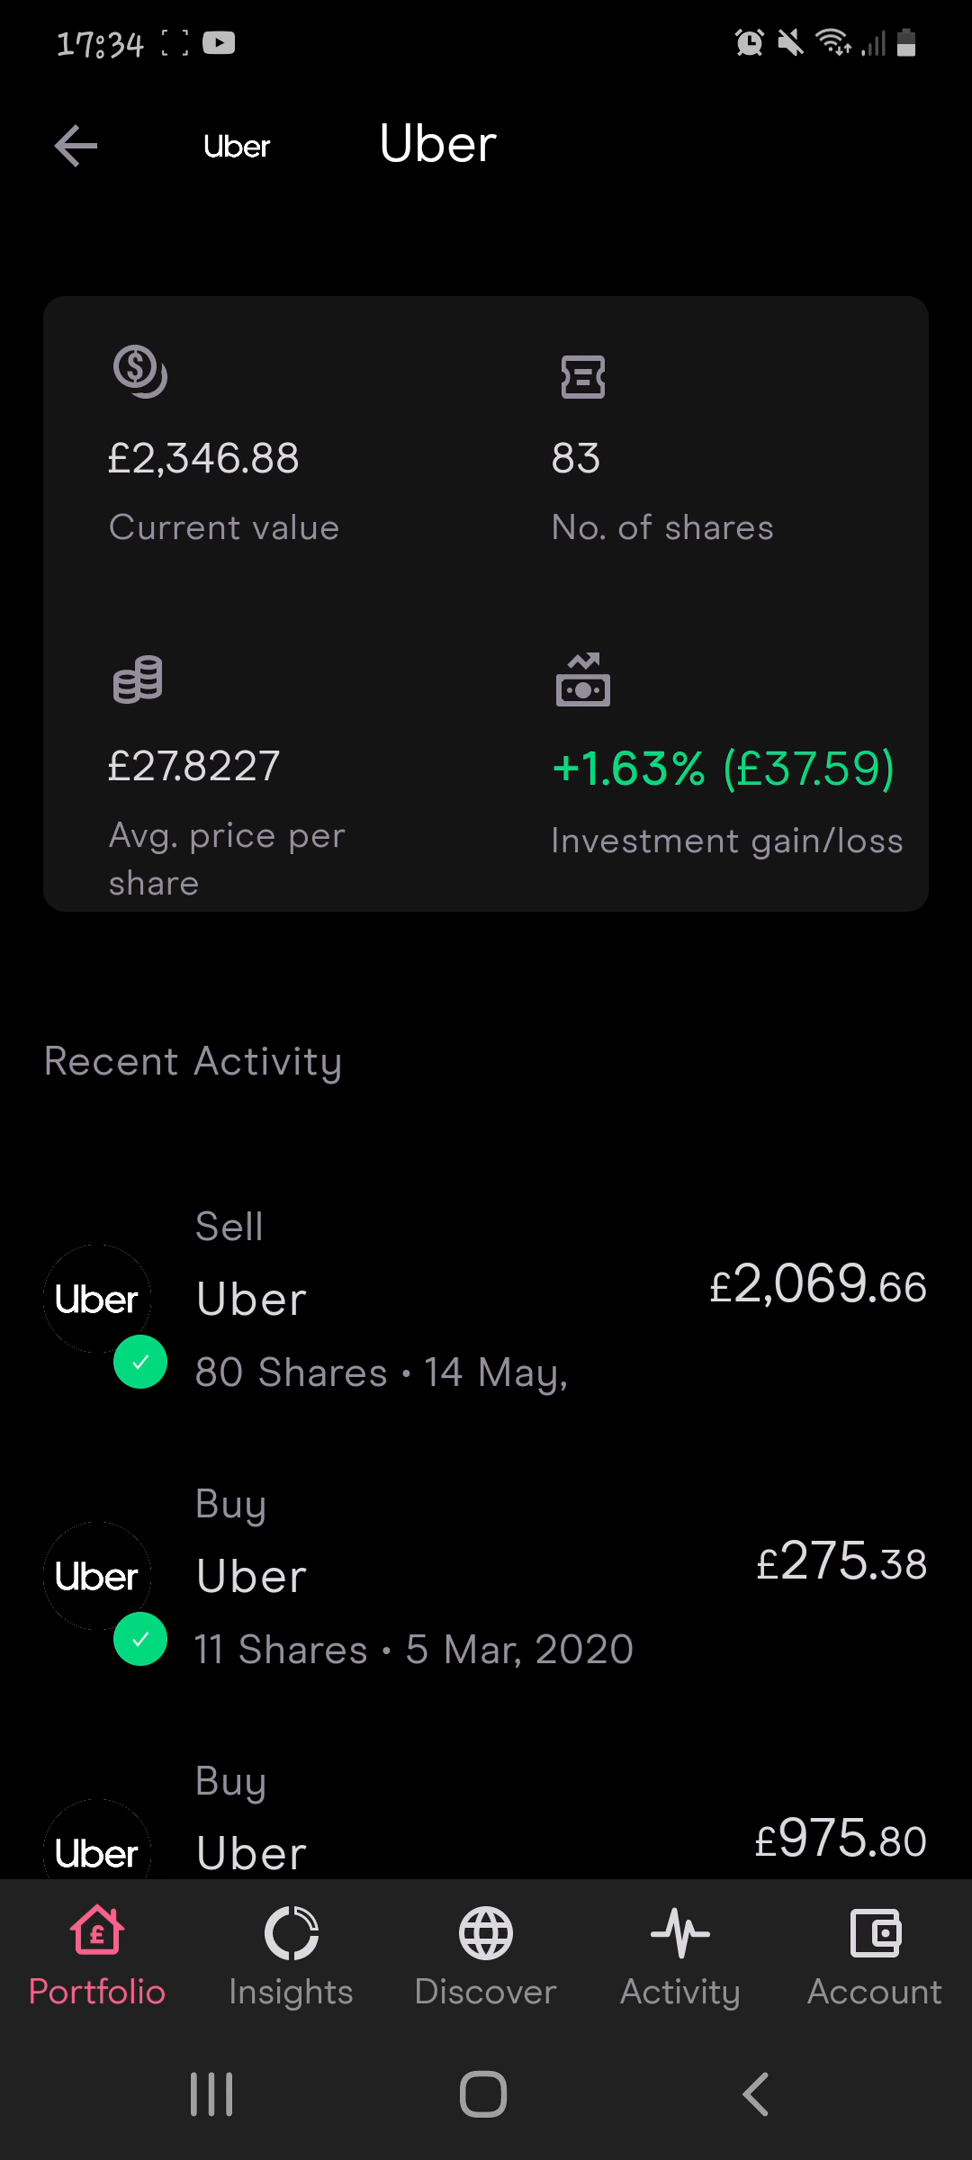 17:34
Uber Uber
£2,346.88
Current value
83
No. of shares
£27.8227
Avg. price per
share
+1.63% (£37.59)
Investment gain/loss
Recent Activity
Sell
Uber Uber
£2,069.66
80 Shares • 14 May,
Buy
Uber Uber
£275.38
11 Shares • 5 Mar, 2020
Buy
Uber Uber
£975.80
Portfolio Insights Discover Activity Account